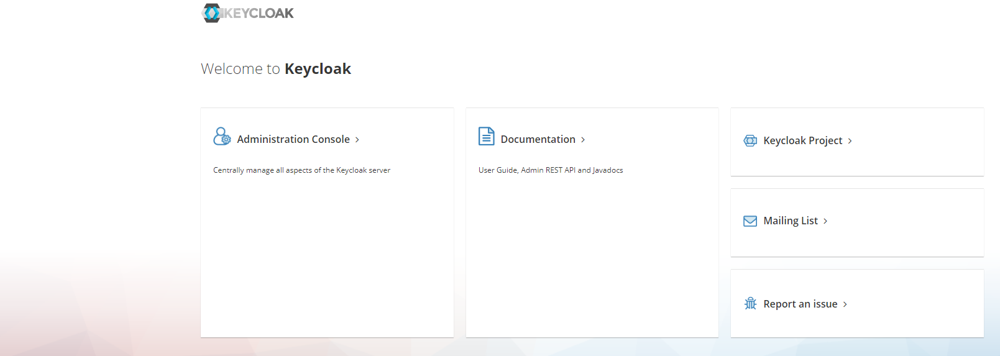 KEYCLOAK
Welcome to Keycloak
Administration Console
Centrally manage all aspects of the Keycloak server
Documentation
User Guide, Admin REST API and Javadocs
Keycloak Project
Mailing List
Report an issue